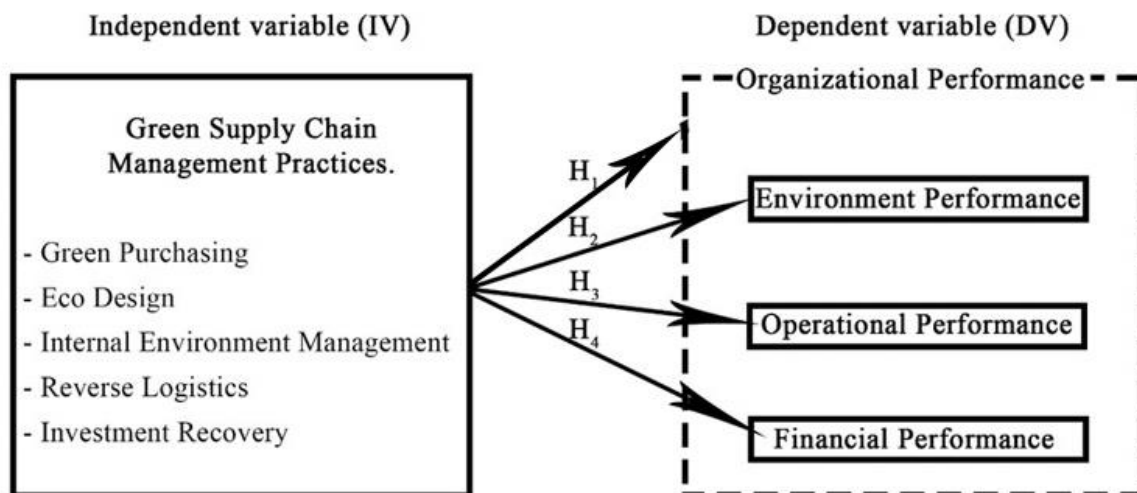 Independent variable (IV)
Dependent variable (DV)
Green Supply Chain
Management Practices.
- Green Purchasing
- Eco Design
- Internal Environment Management
- Reverse Logistics
- Investment Recovery
H₁
H₂
H₃
H₄
Organizational Performance
Environment Performance
Operational Performance
Financial Performance